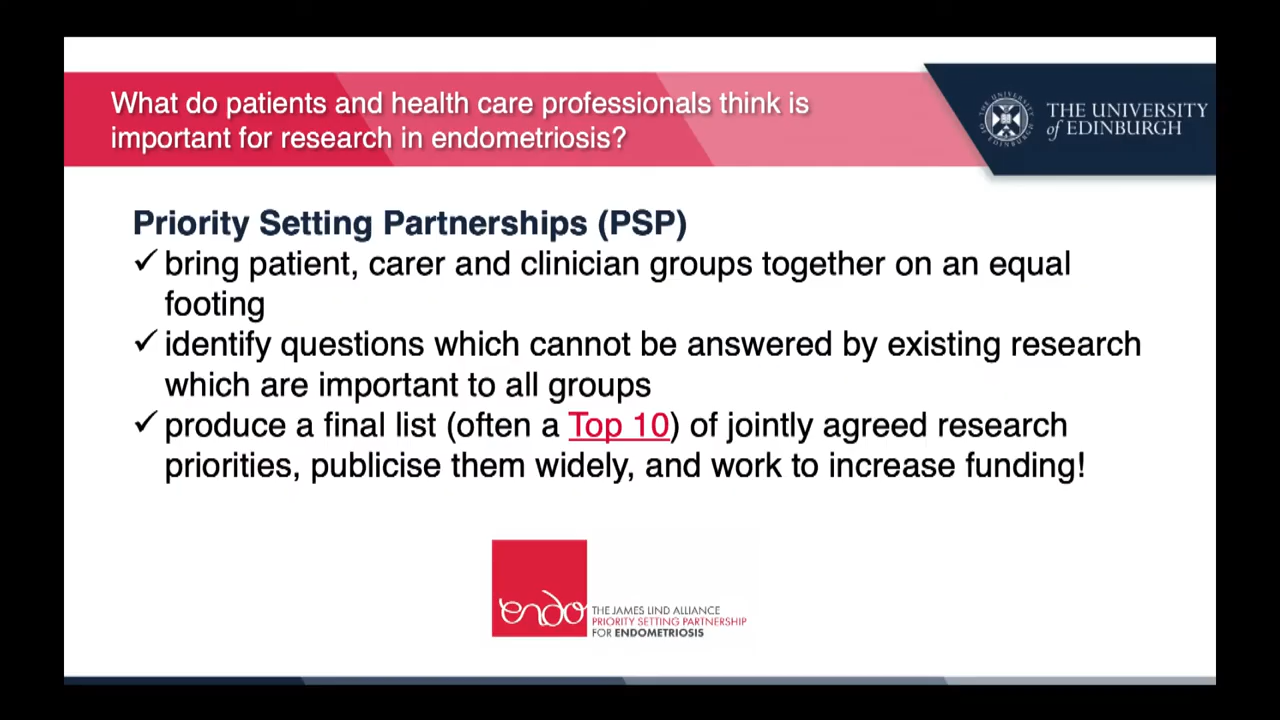 What do patients and health care professionals think is
important for research in endometriosis?
THE UNIVERSITY
of EDINBURGH
Priority Setting Partnerships (PSP)
✓ bring patient, carer and clinician groups together on an equal
footing
✓ identify questions which cannot be answered by existing research
which are important to all groups
✓ produce a final list (often a Top 10) of jointly agreed research
priorities, publicise them widely, and work to increase funding!
endo
THE JAMES LIND ALLIANCE
PRIORITY SETTING PARTNERSHIP
FOR ENDOMETRIOSIS